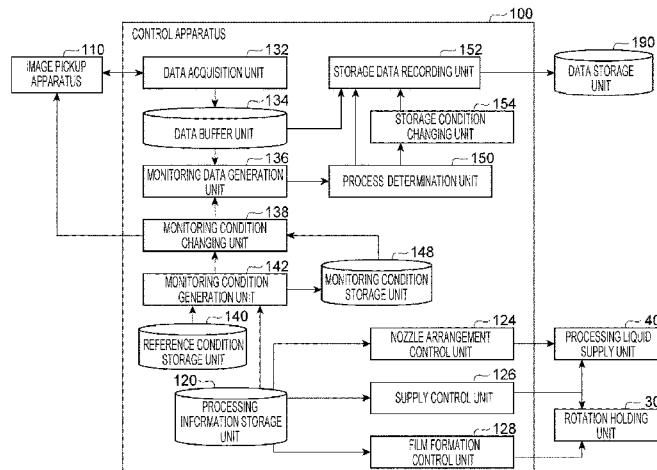 100
CONTROL APPARATUS
110
IMAGE PICKUP
APPARATUS
132
DATA ACQUISITION UNIT
152
STORAGE DATA RECORDING UNIT
190
DATA STORAGE
UNIT
134
DATA BUFFER UNIT
154
STORAGE CONDITION
CHANGING UNIT
136
MONITORING DATA GENERATION
UNIT
150
PROCESS DETERMINATION UNIT
138
MONITORING CONDITION
CHANGING UNIT
148
MONITORING CONDITION
STORAGE UNIT
142
MONITORING CONDITION
GENERATION UNIT
140
REFERENCE CONDITION
STORAGE UNIT
124
NOZZLE ARRANGEMENT
CONTROL UNIT
40
PROCESSING LIQUID
SUPPLY UNIT
120
PROCESSING
INFORMATION STORAGE
UNIT
126
SUPPLY CONTROL UNIT
30
ROTATION HOLDING
UNIT
128
FILM FORMATION
CONTROL UNIT